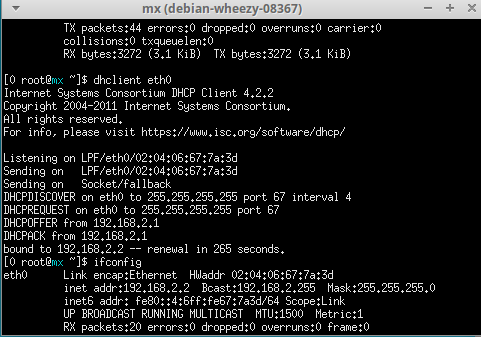 mx (debian-wheezy-08367)
TX packets:44 errors:0 dropped:0 overruns:0 carrier:0
collisions:0 txqueuelen:0
RX bytes:3272 (3.1 KiB)  TX bytes:3272 (3.1 KiB)
[0 root@mx ~]$ dhclient eth0
Internet Systems Consortium DHCP Client 4.2.2
Copyright 2004-2011 Internet Systems Consortium.
All rights reserved.
For info, please visit https://www.isc.org/software/dhcp/
Listening on LPF/eth0/02:04:06:67:7a:3d
Sending on   LPF/eth0/02:04:06:67:7a:3d
Sending on   Socket/fallback
DHCPDISCOVER on eth0 to 255.255.255.255 port 67 interval 4
DHCPREQUEST on eth0 to 255.255.255.255 port 67
DHCPOFFER from 192.168.2.1
DHCPACK from 192.168.2.1
bound to 192.168.2.2 -- renewal in 265 seconds.
[0 root@mx ~]$ ifconfig
eth0      Link encap:Ethernet  HWaddr 02:04:06:67:7a:3d
inet addr:192.168.2.2  Bcast:192.168.2.255  Mask:255.255.255.0
inet6 addr: fe80::4:6ff:fe67:7a3d/64 Scope:Link
UP BROADCAST RUNNING MULTICAST  MTU:1500  Metric:1
RX packets:20 errors:0 dropped:0 overruns:0 frame:0